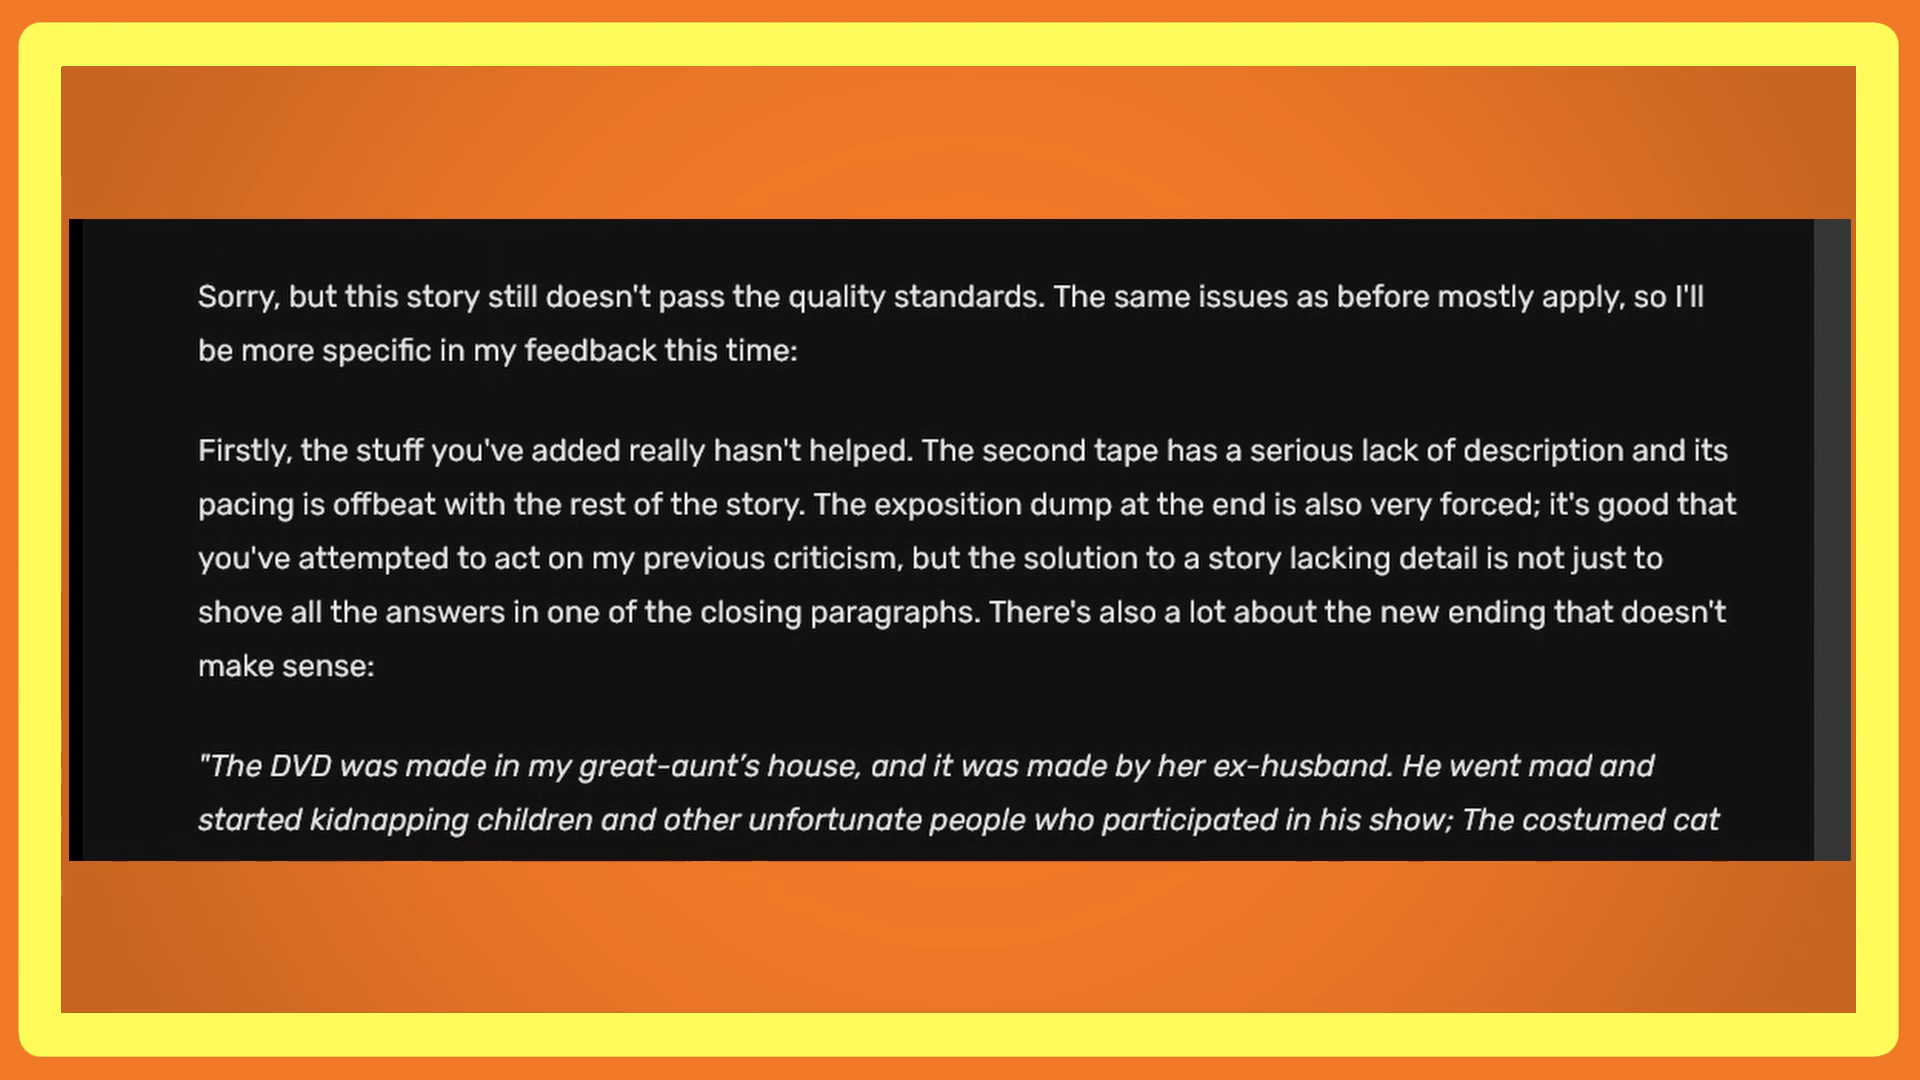 Sorry, but this story still doesn't pass the quality standards. The same issues as before mostly apply, so I'll
be more specific in my feedback this time:
Firstly, the stuff you've added really hasn't helped. The second tape has a serious lack of description and its
pacing is offbeat with the rest of the story. The exposition dump at the end is also very forced; it's good that
you've attempted to act on my previous criticism, but the solution to a story lacking detail is not just to
shove all the answers in one of the closing paragraphs. There's also a lot about the new ending that doesn't
make sense:
"The DVD was made in my great-aunt’s house, and it was made by her ex-husband. He went mad and
started kidnapping children and other unfortunate people who participated in his show; The costumed cat